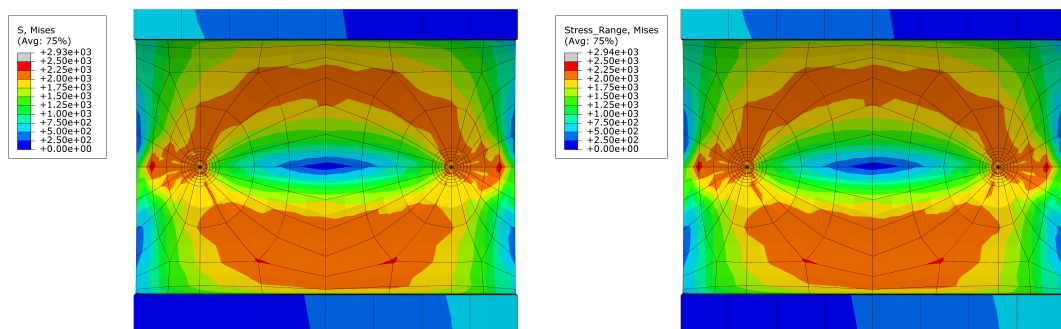 S, Mises
(Avg: 75%)
+2.93e+03
+2.50e+03
+2.25e+03
+2.00e+03
+1.75e+03
+1.50e+03
+1.25e+03
+1.00e+03
+7.50e+02
+5.00e+02
+2.50e+02
+0.00e+00
Stress_Range, Mises
(Avg: 75%)
+2.94e+03
+2.50e+03
+2.25e+03
+2.00e+03
+1.75e+03
+1.50e+03
+1.25e+03
+1.00e+03
+7.50e+02
+5.00e+02
+2.50e+02
+0.00e+00